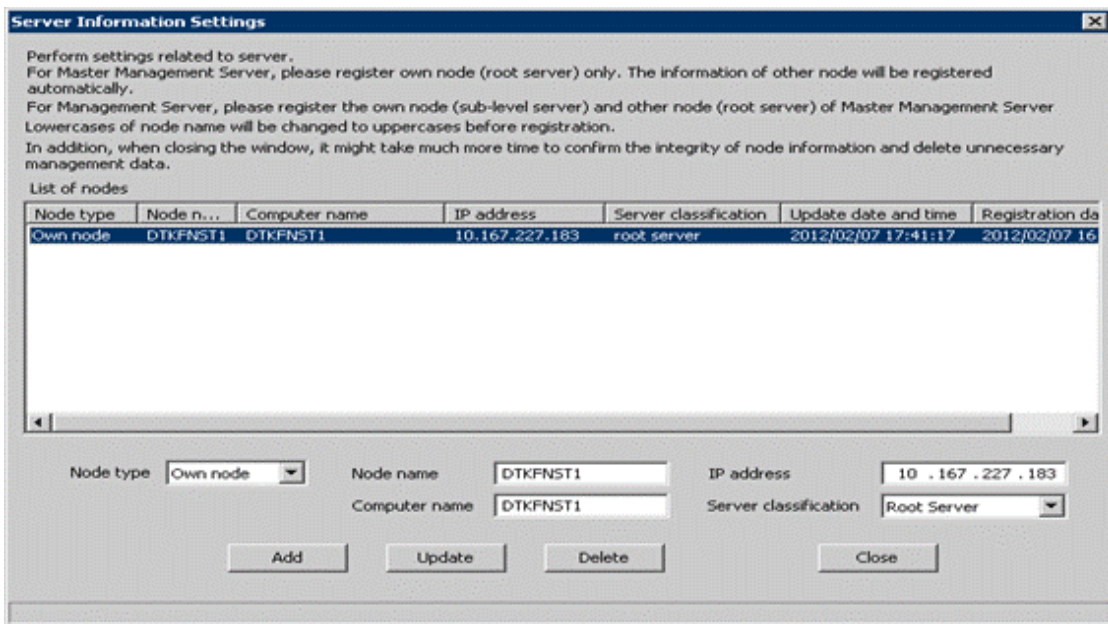 Server Information Settings
Perform settings related to server.
For Master Management Server, please register own node (root server) only. The information of other node will be registered
automatically.
For Management Server, please register the own node (sub-level server) and other node (root server) of Master Management Server
Lowercases of node name will be changed to uppercases before registration.
In addition, when closing the window, it might take much more time to confirm the integrity of node information and delete unnecessary
management data.
List of nodes
Node type Node n... Computer name IP address Server classification Update date and time Registration da
Own node DTKFNST1 DTKFNST1 10.167.227.183 root server 2012/02/07 17:41:17 2012/02/07 16
Node type Own node Node name DTKFNST1 IP address 10 .167 .227 .183
Computer name DTKFNST1 Server classification Root Server
Add Update Delete Close